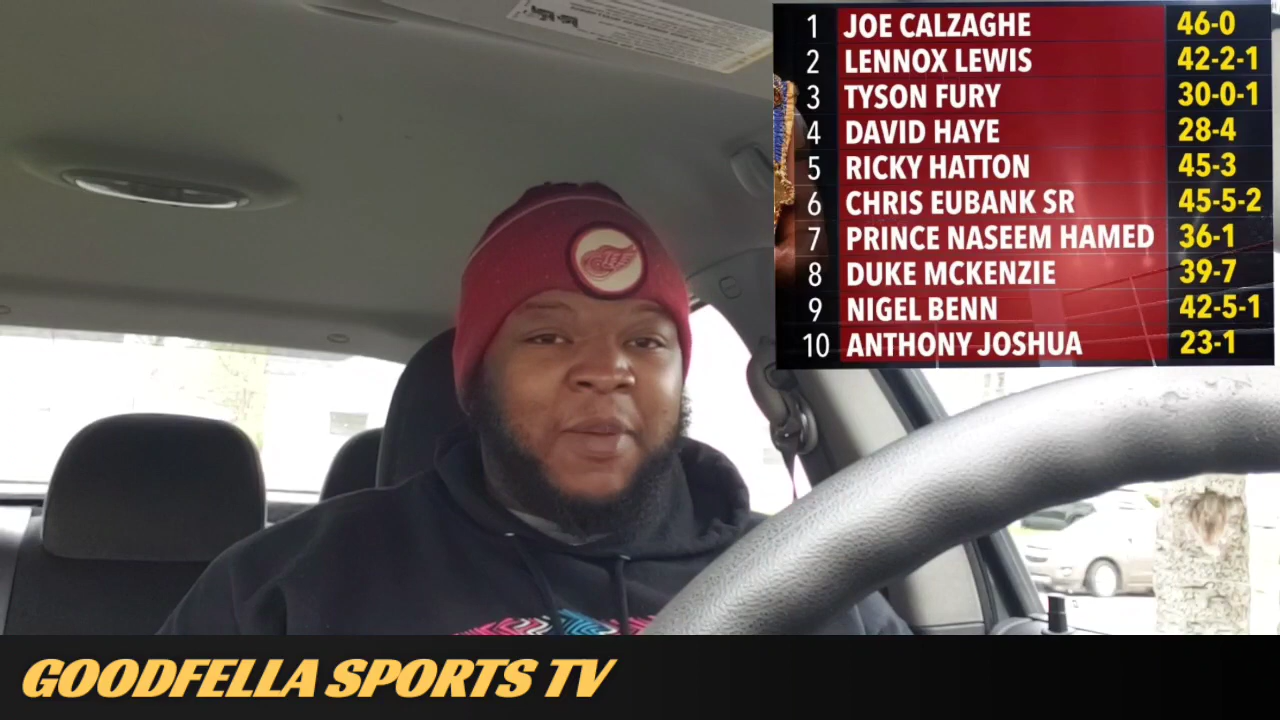 1 JOE CALZAGHE 46-0
2 LENNOX LEWIS 42-2-1
3 TYSON FURY 30-0-1
4 DAVID HAYE 28-4
5 RICKY HATTON 45-3
6 CHRIS EUBANK SR 45-5-2
7 PRINCE NASEEM HAMED 36-1
8 DUKE MCKENZIE 39-7
9 NIGEL BENN 42-5-1
10 ANTHONY JOSHUA 23-1
GOODFELLA SPORTS TV